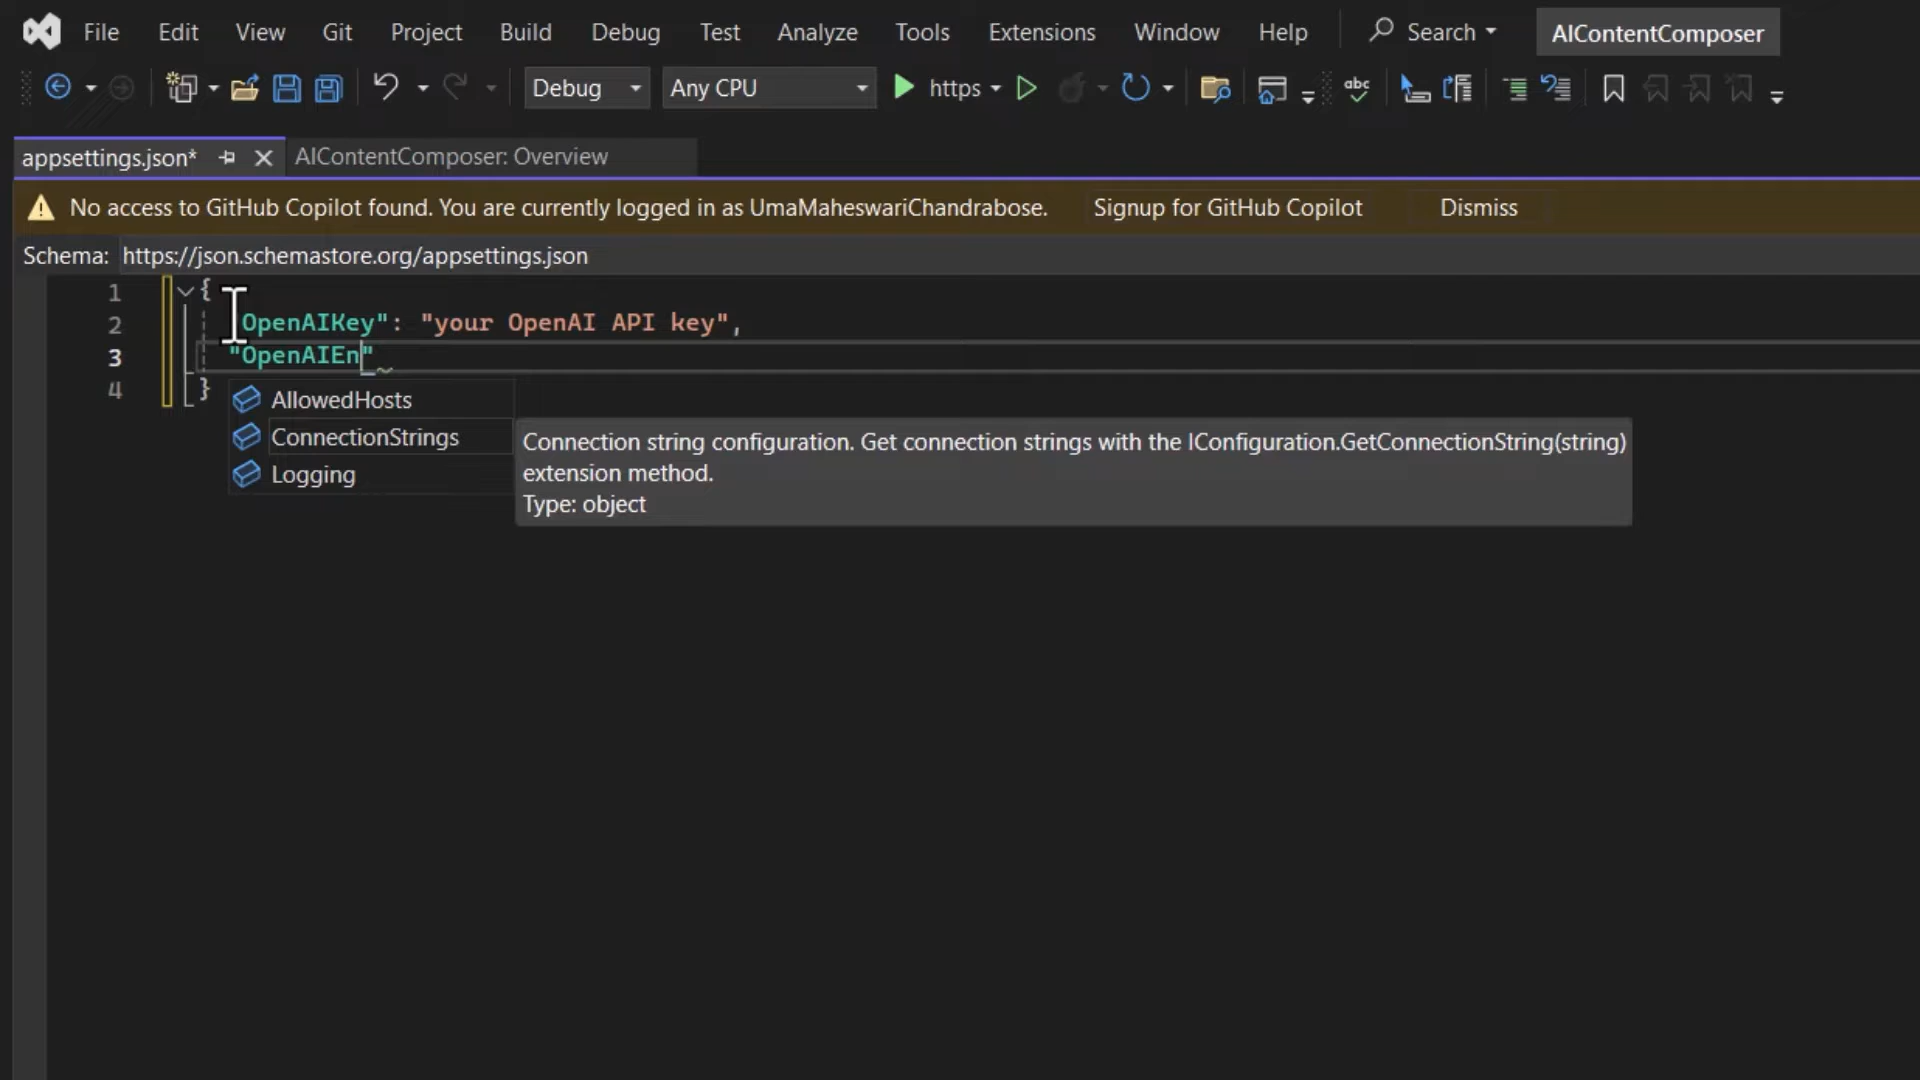 File Edit View Git Project Build Debug Test Analyze Tools Extensions Window Help Search AIContentComposer
Debug Any CPU https abc
appsettings.json* AIContentComposer: Overview
No access to GitHub Copilot found. You are currently logged in as UmaMaheswariChandrabose. Signup for GitHub Copilot Dismiss
Schema: https://json.schemastore.org/appsettings.json
1 {
2 OpenAIKey": "your OpenAI API key",
3 "OpenAIEn"
4 }
AllowedHosts
ConnectionStrings
Logging
Connection string configuration. Get connection strings with the IConfiguration.GetConnectionString(string)
extension method.
Type: object